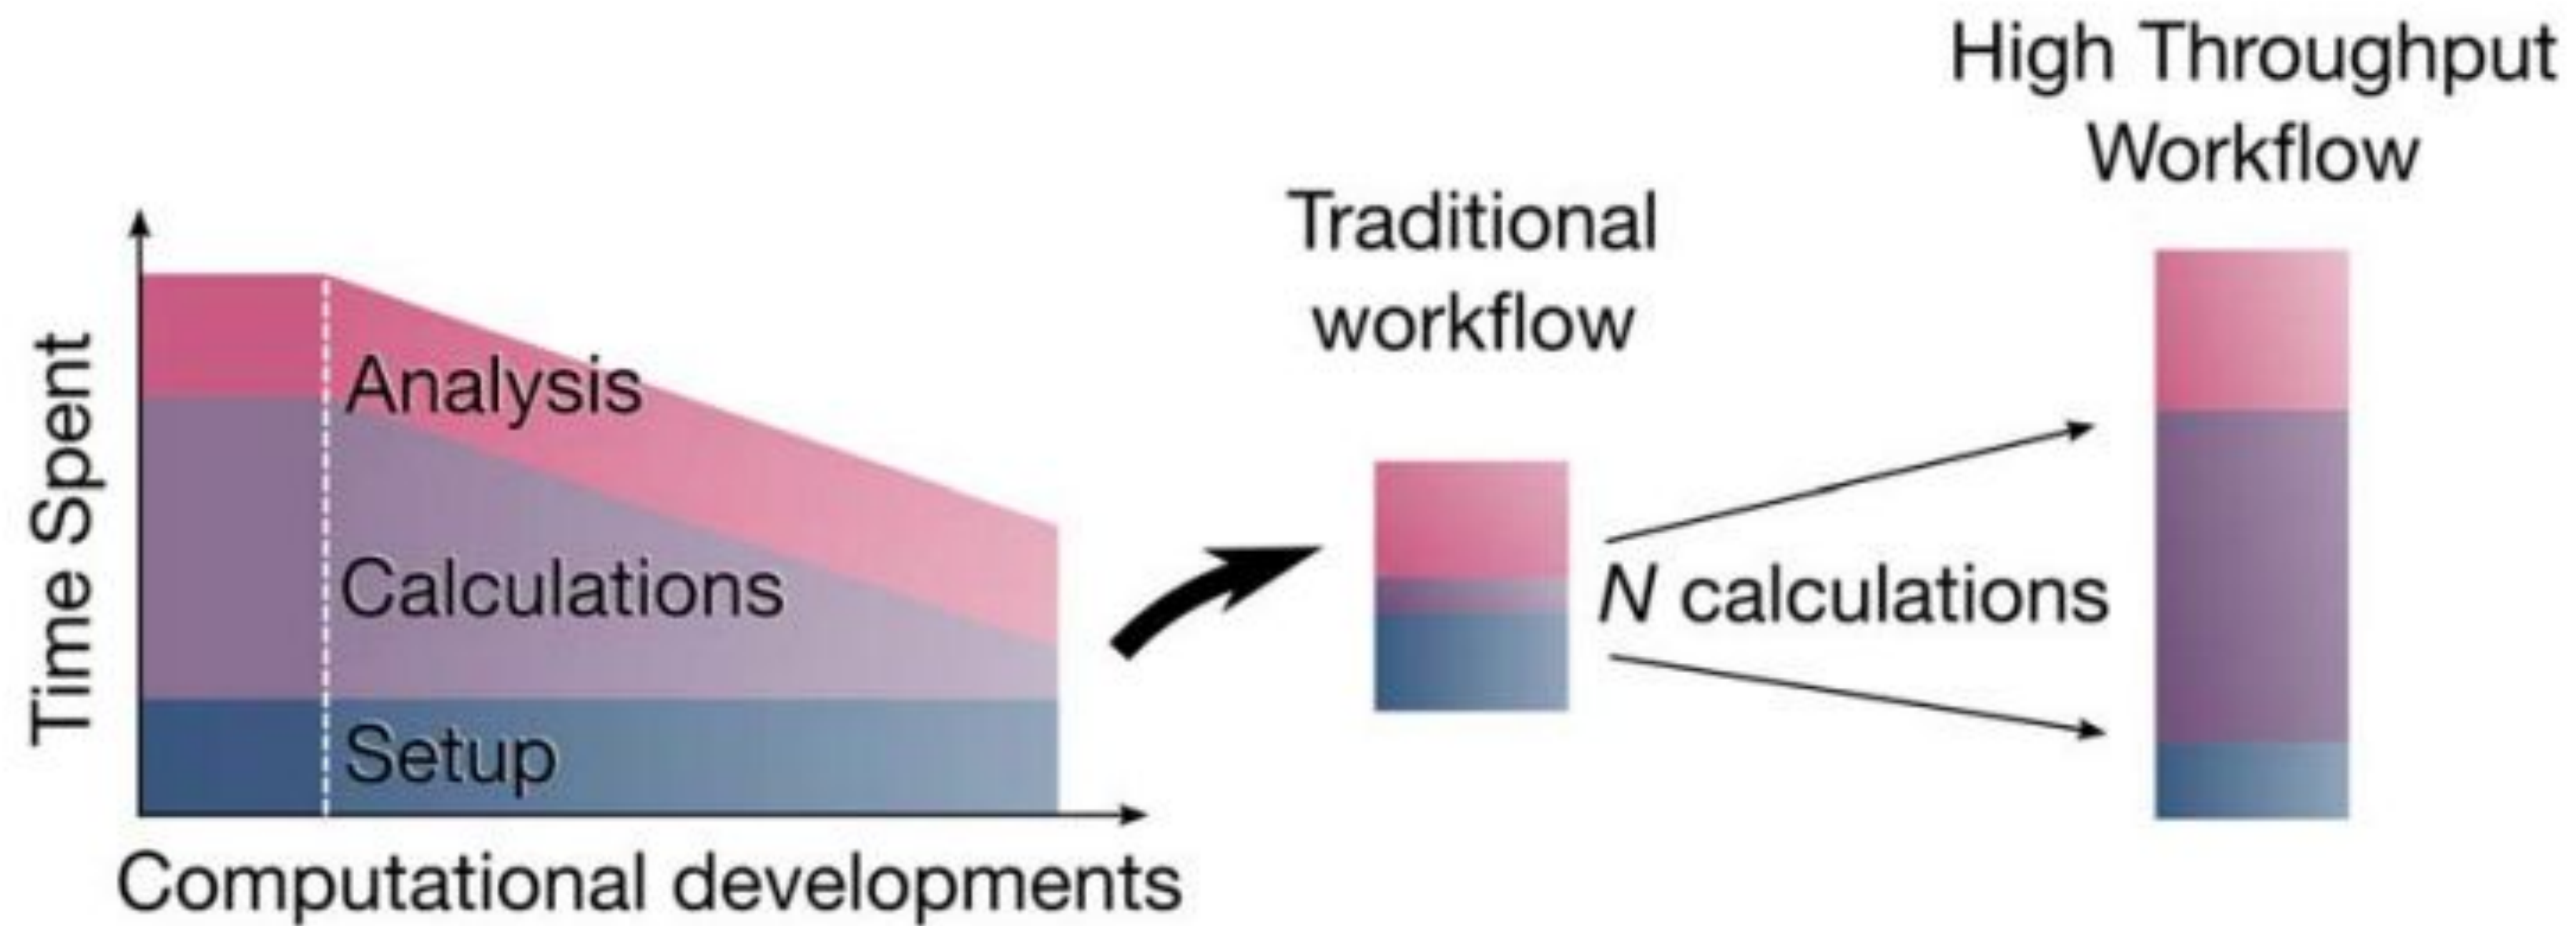 High Throughput
Workflow
Traditional
workflow
Time Spent
Analysis
Calculations
Setup
N calculations
Computational developments